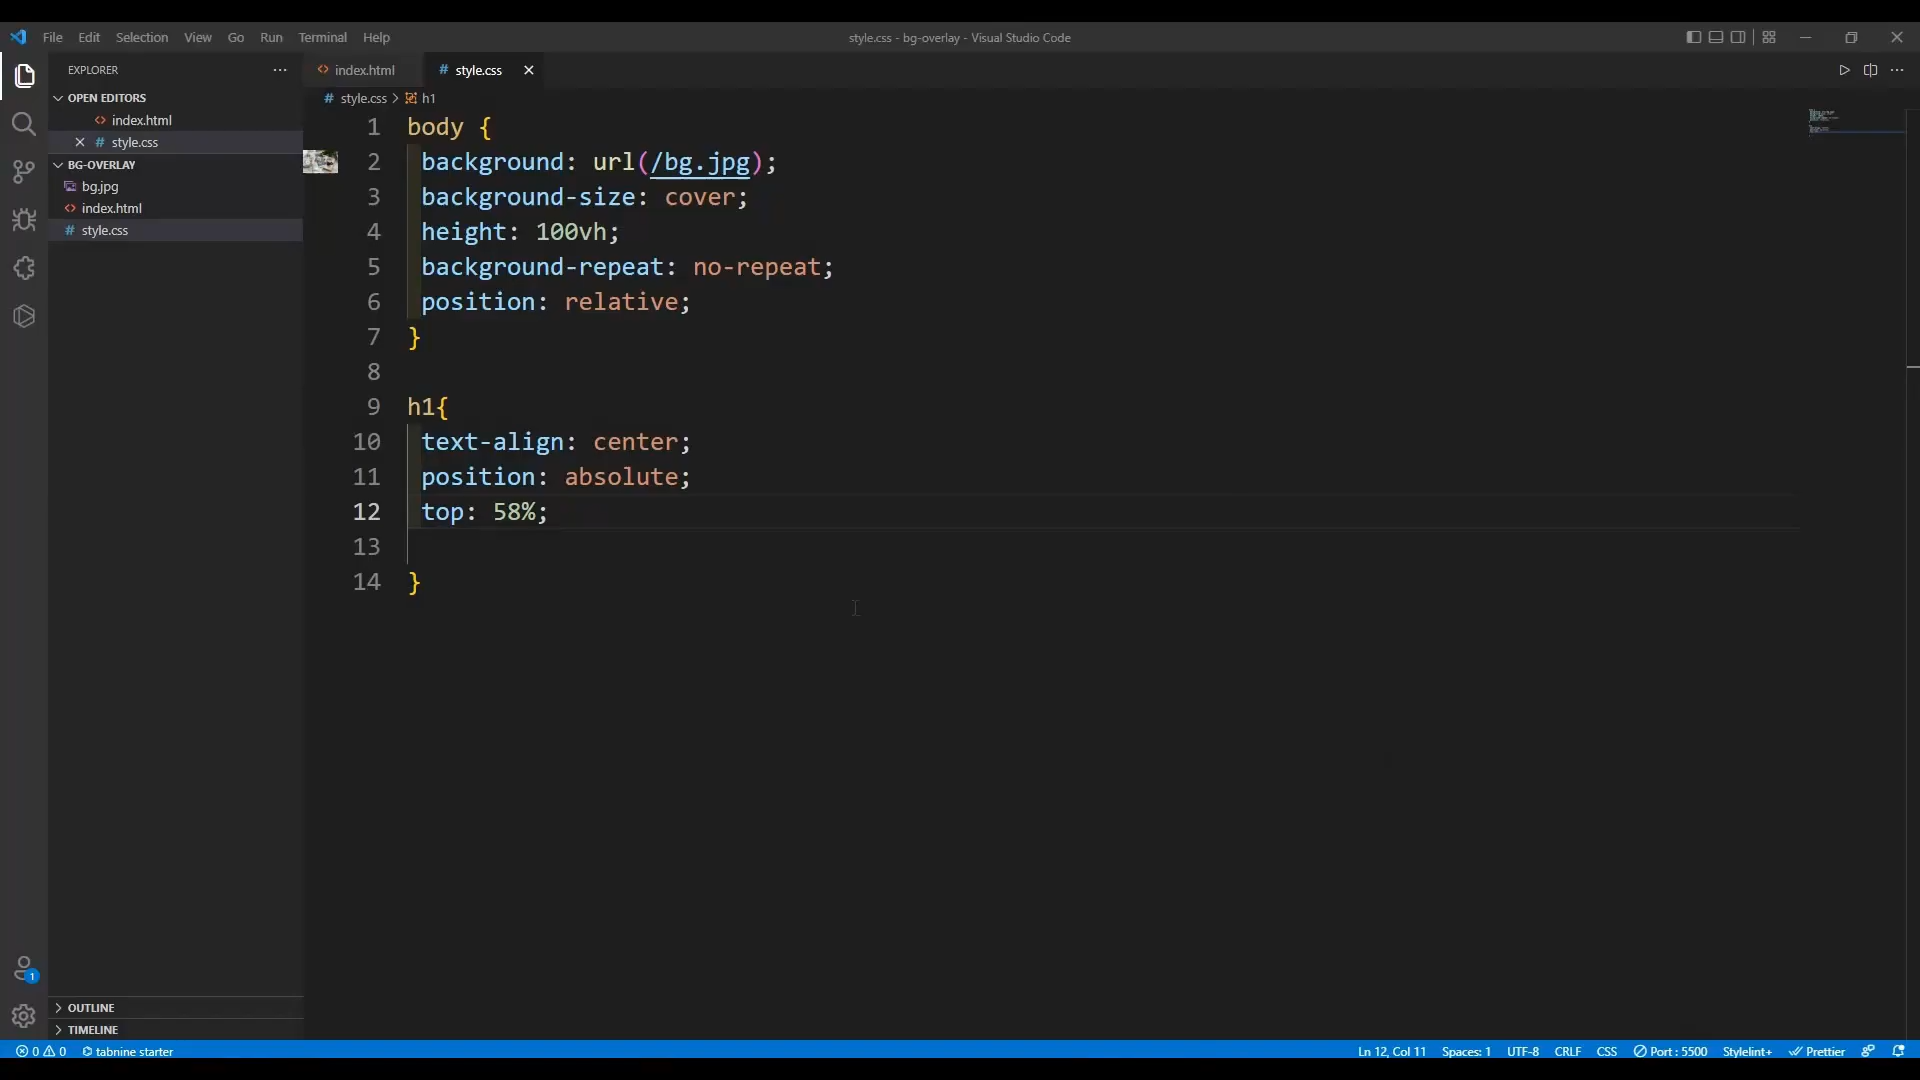 File Edit Selection View Go Run Terminal Help style.css - bg-overlay - Visual Studio Code
EXPLORER
index.html style.css
OPEN EDITORS
style.css h1
index.html
style.css
BG-OVERLAY
bg.jpg
index.html
style.css
1 body {
2 background: url(/bg.jpg);
3 background-size: cover;
4 height: 100vh;
5 background-repeat: no-repeat;
6 position: relative;
7 }
8
9 h1{
10 text-align: center;
11 position: absolute;
12 top: 58%;
13
14 }
1
OUTLINE
TIMELINE
0 0 tabnine starter Ln 12, Col 11 Spaces: 1 UTF-8 CRLF CSS Port : 5500 Stylelint+ Prettier